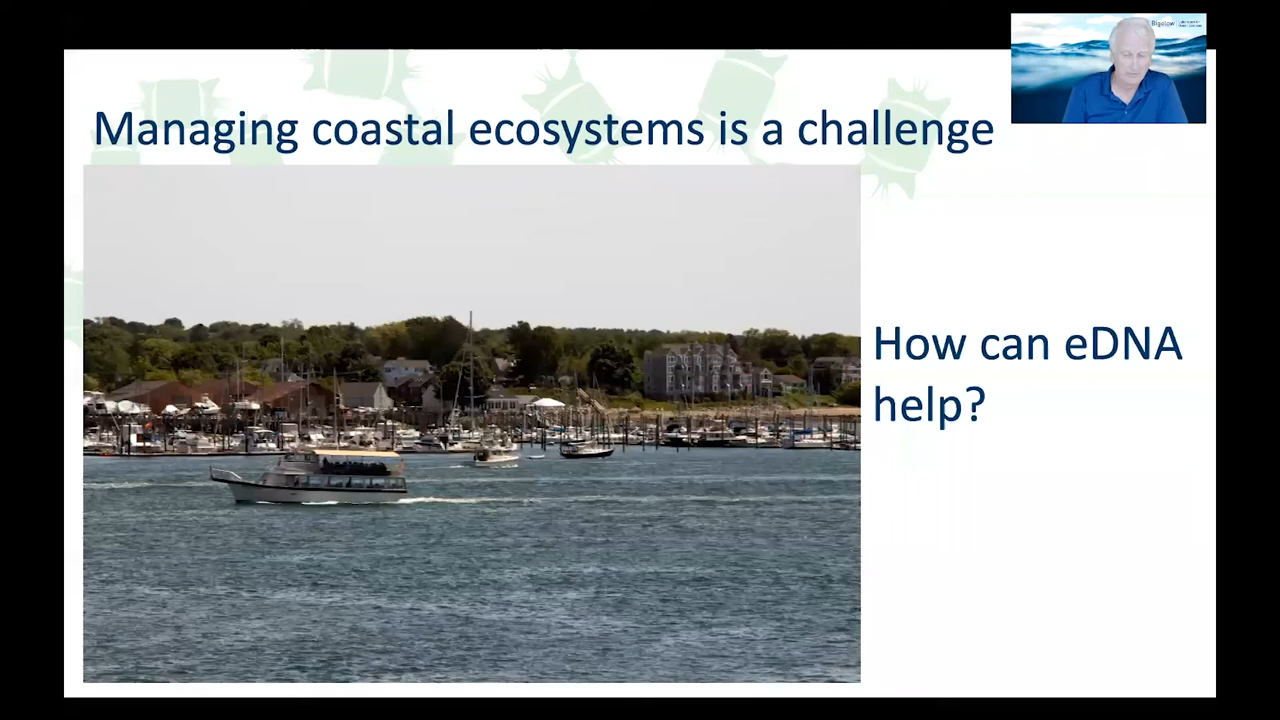 Managing coastal ecosystems is a challenge
Bigelow
How can eDNA
help?